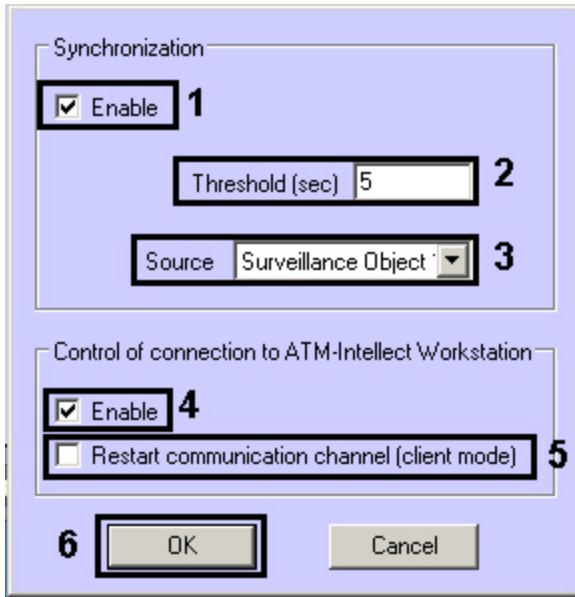 Synchronization
Enable 1
Threshold (sec) 5 2
Source Surveillance Object 3
Control of connection to ATM-Intellect Workstation
Enable 4
Restart communication channel (client mode) 5
6 OK Cancel